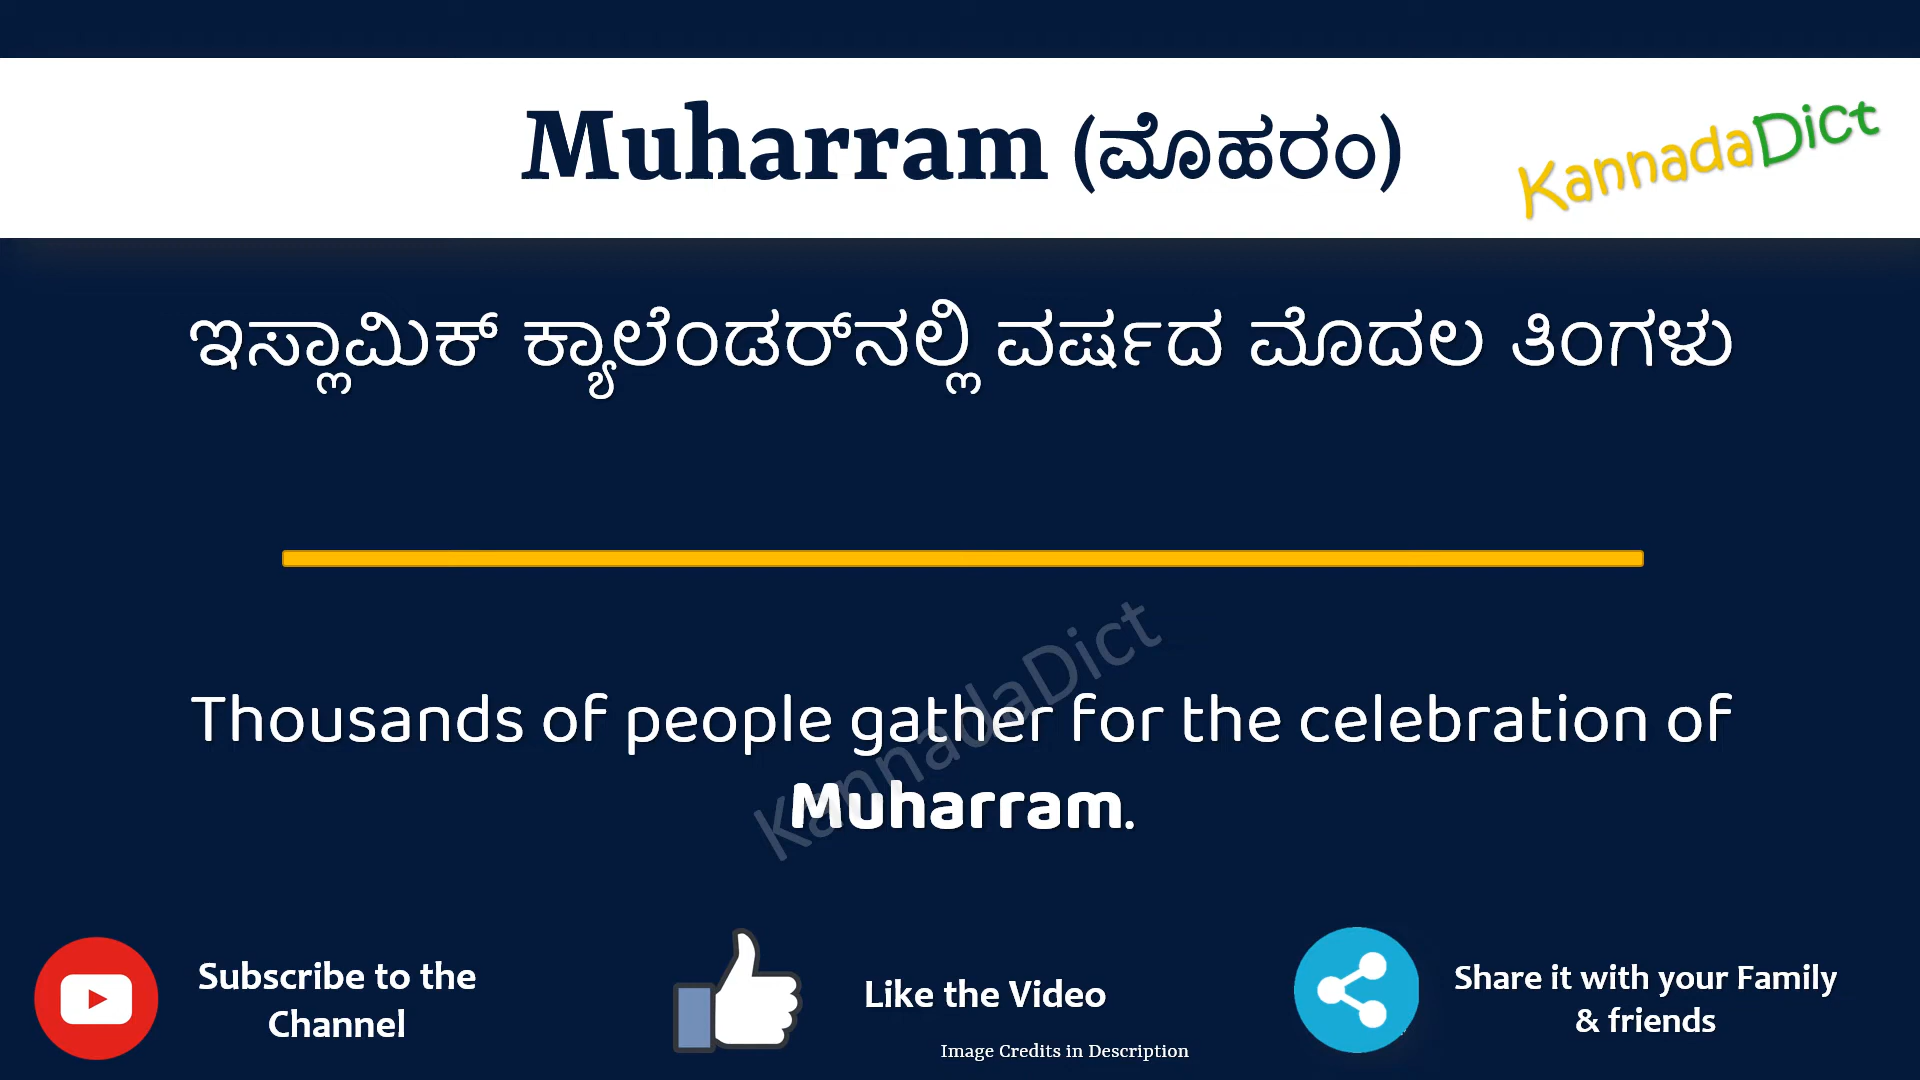 Muharram (ಮೊಹರಂ)
KannadaDict
ಇಸ್ಲಾಮಿಕ್ ಕ್ಯಾಲೆಂಡರ್‌ನಲ್ಲಿ ವರ್ಷದ ಮೊದಲ ತಿಂಗಳು
KannadaDict
Thousands of people gather for the celebration of
Muharram.
Subscribe to the
Channel
Like the Video
Share it with your Family
& friends
Image Credits in Description